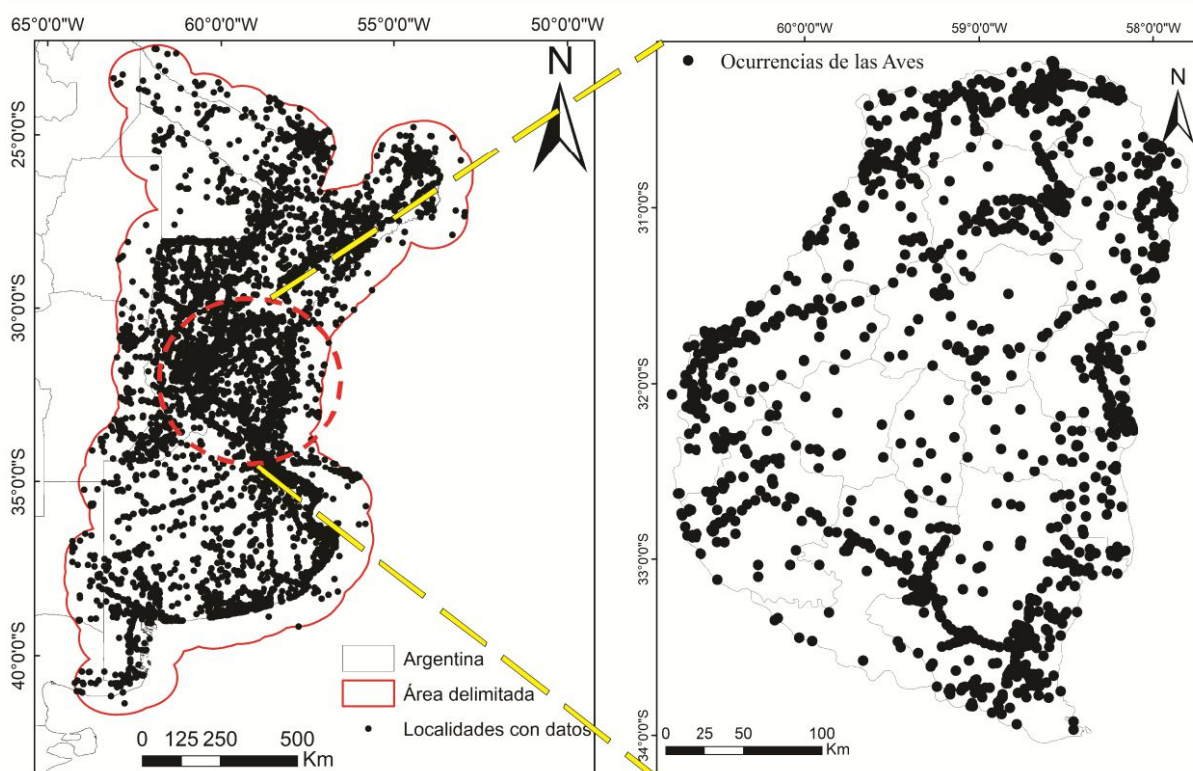 65°0'0"W 60°0'0"W 55°0'0"W 50°0'0"W
25°0'0"S
30°0'0"S
35°0'0"S
40°0'0"S
N
Argentina
Área delimitada
Localidades con datos
0 125 250 500
Km
60°0'0"W 59°0'0"W 58°0'0"W
Ocurrencias de las Aves
N
31°0'0"S
32°0'0"S
33°0'0"S
34°0'0"S
0 25 50 100
Km